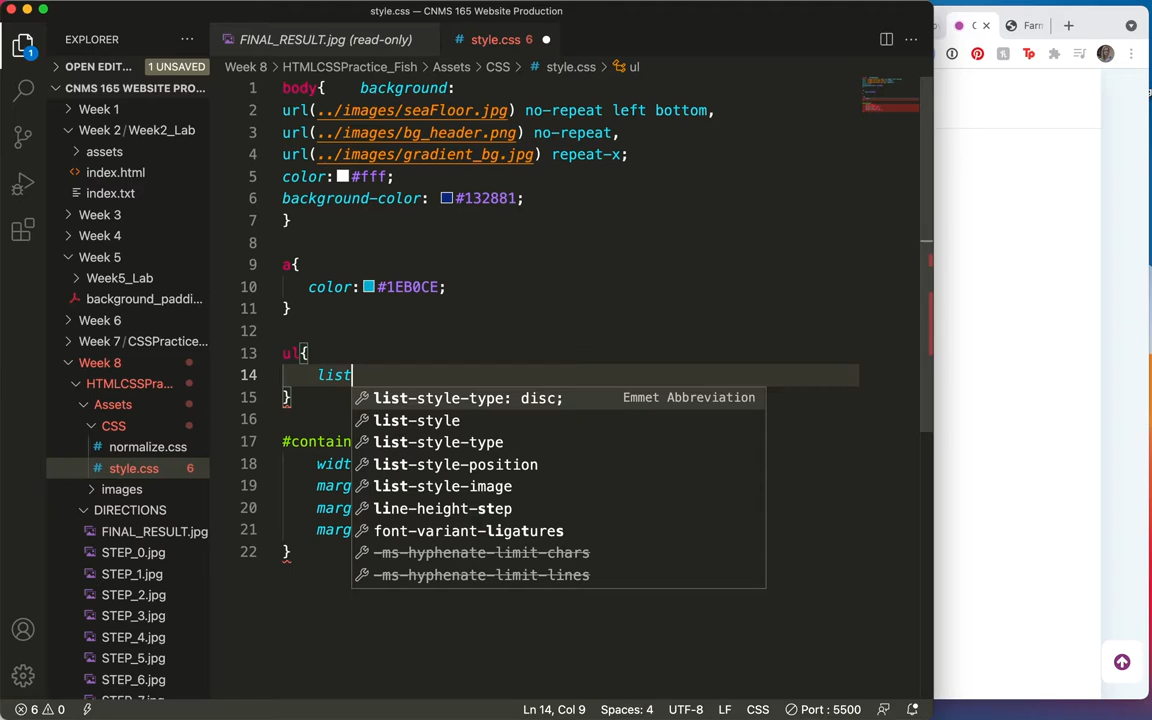 style.css — CNMS 165 Website Production
Farm
EXPLORER
FINAL_RESULT.jpg (read-only)
style.css 6
1
OPEN EDIT...
1 UNSAVED
Week 8 > HTMLCSSPractice_Fish > Assets > CSS > # style.css > ul
CNMS 165 WEBSITE PRO...
Week 1
Week 2 / Week2_Lab
assets
index.html
index.txt
Week 3
Week 4
Week 5
Week5_Lab
background_paddi...
Week 6
Week 7 / CSSPractice...
Week 8
HTMLCSSPra...
Assets
CSS
# normalize.css
# style.css 6
images
DIRECTIONS
FINAL_RESULT.jpg
STEP_0.jpg
STEP_1.jpg
STEP_2.jpg
STEP_3.jpg
STEP_4.jpg
STEP_5.jpg
STEP_6.jpg
1 body{    background:
2 url(../images/seaFloor.jpg) no-repeat left bottom,
3 url(../images/bg_header.png) no-repeat,
4 url(../images/gradient_bg.jpg) repeat-x;
5 color: #fff;
6 background-color: #132881;
7 }
8
9 a{
10 color: #1EB0CE;
11 }
12
13 ul{
14 list
15 }
16
17 #contain
18 widt
19 marg
20 marg
21 marg
22 }
list-style-type: disc; Emmet Abbreviation
list-style
list-style-type
list-style-position
list-style-image
line-height-step
font-variant-ligatures
-ms-hyphenate-limit-chars
-ms-hyphenate-limit-lines
6 0
Ln 14, Col 9
Spaces: 4
UTF-8
LF
CSS
Port : 5500